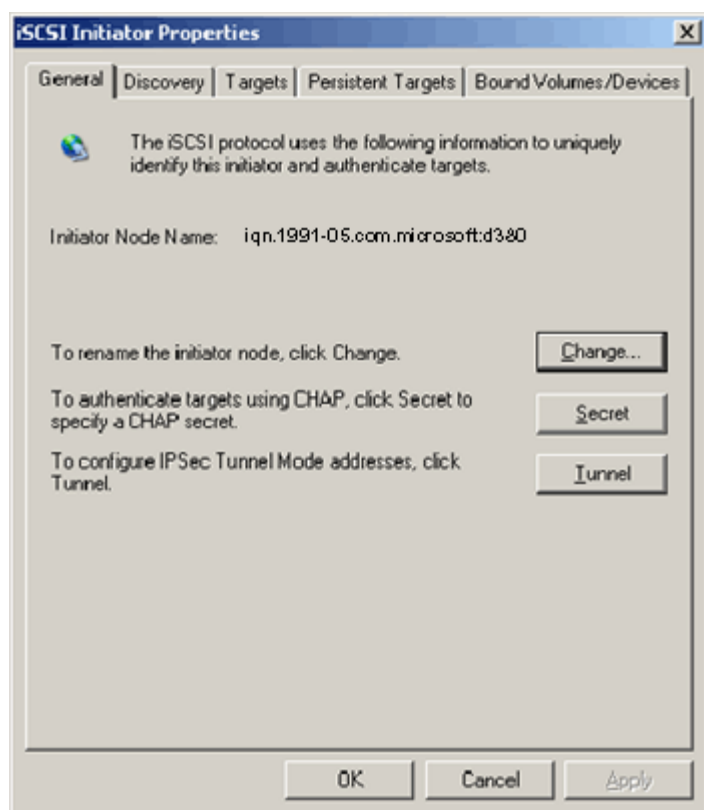 iSCSI Initiator Properties
General Discovery Targets Persistent Targets Bound Volumes/Devices
The iSCSI protocol uses the following information to uniquely
identify this initiator and authenticate targets.
Initiator Node Name: iqn.1991-05.com.microsoft:d380
To rename the initiator node, click Change.
Change...
To authenticate targets using CHAP, click Secret to
specify a CHAP secret.
Secret
To configure IPSec Tunnel Mode addresses, click
Tunnel.
Tunnel
OK Cancel Apply